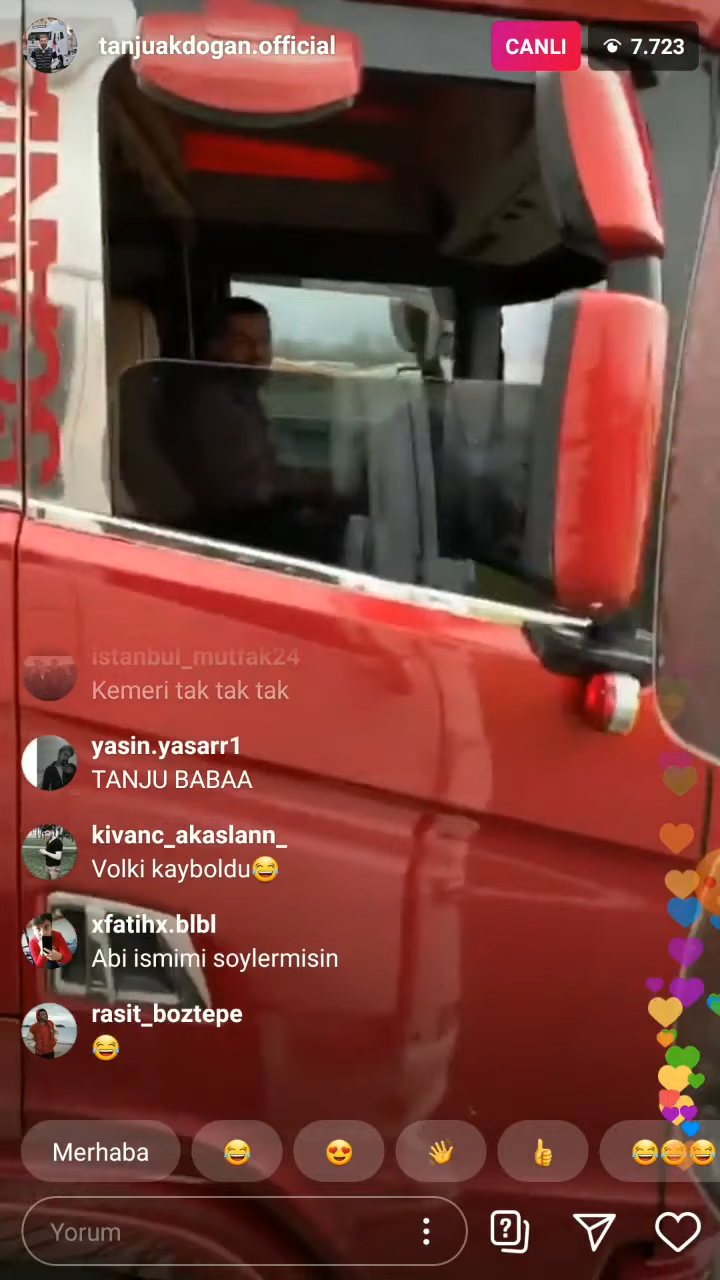 tanjuakdogan.official
CANLI
7.723
SCANIA
istanbul_mutfak24
Kemeri tak tak tak
yasin.yasarr1
TANJU BABAA
kivanc_akaslann_
Volki kayboldu😂
xfatihx.blbl
Abi ismimi soylermisin
rasit_boztepe
😂
Merhaba 😂 😍 👋 👍 😂😂😂
Yorum